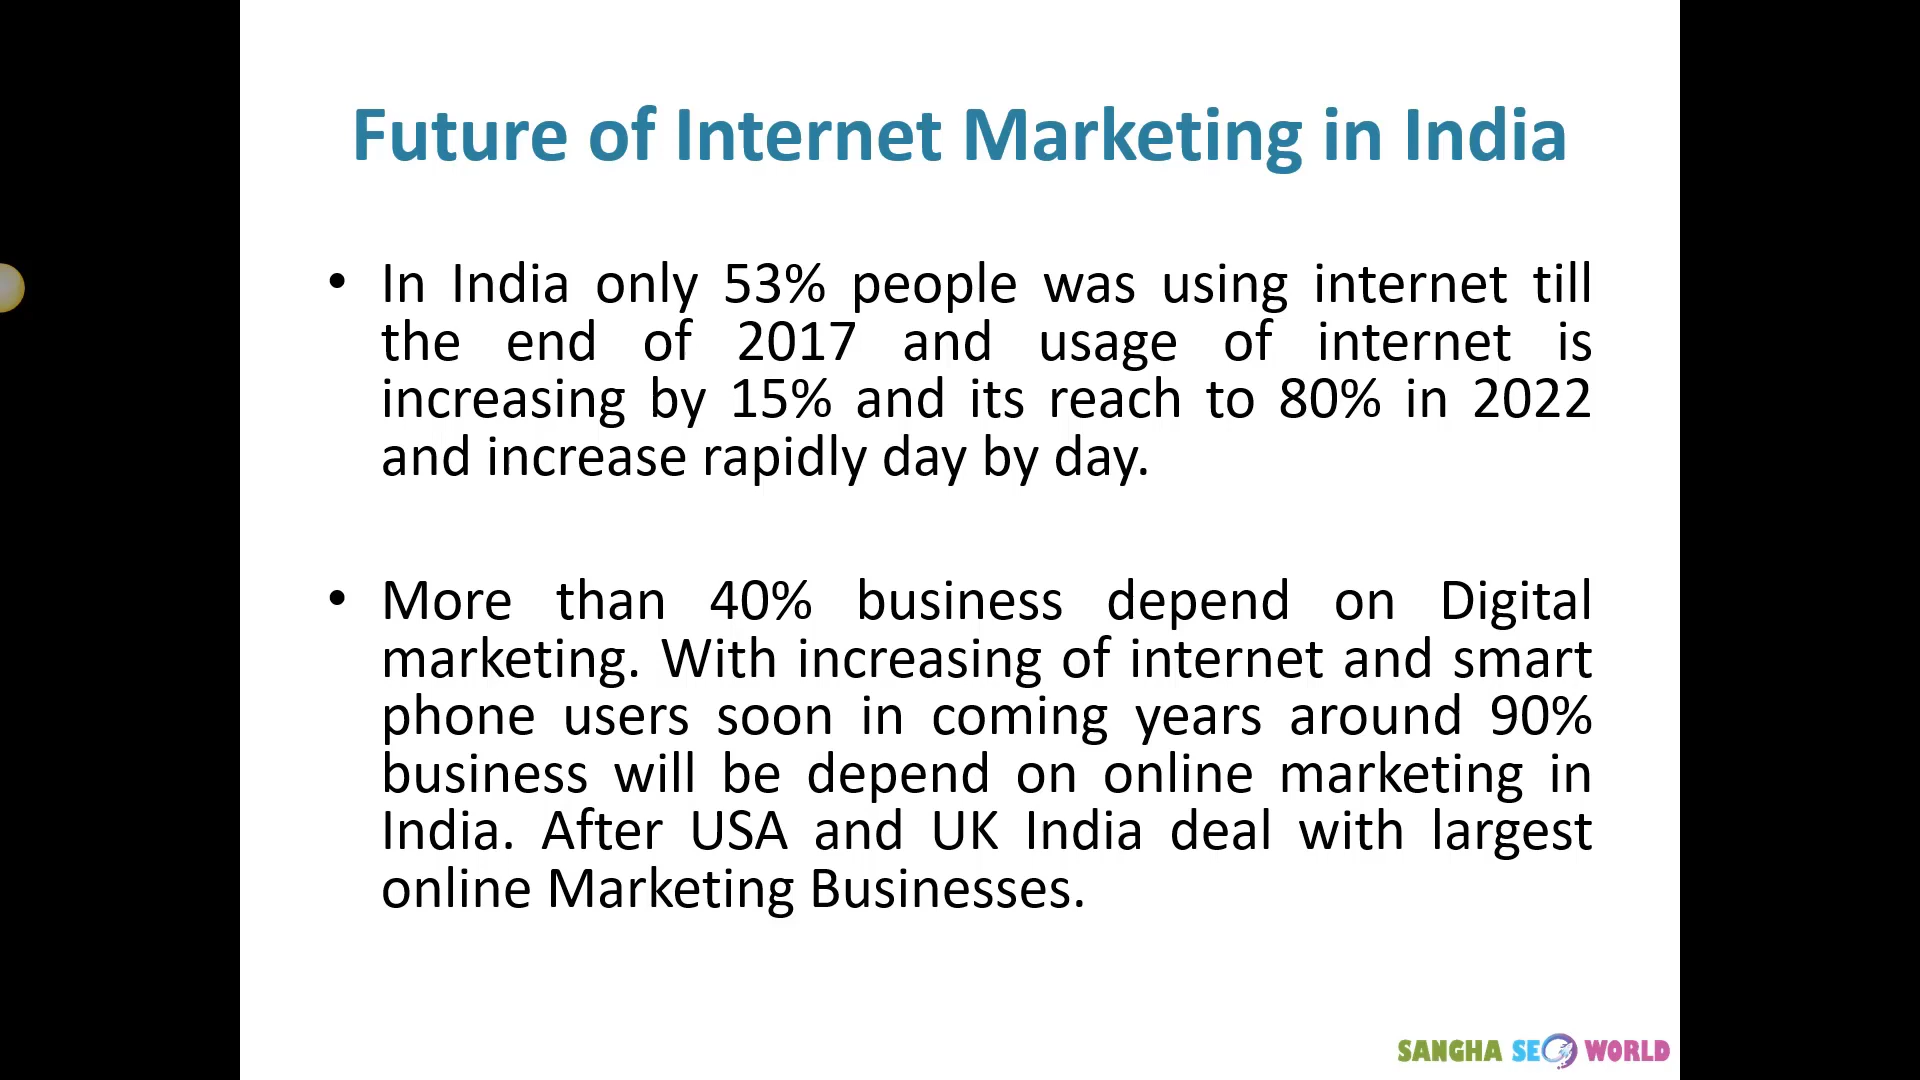 Future of Internet Marketing in India
• In India only 53% people was using internet till
the end of 2017 and usage of internet is
increasing by 15% and its reach to 80% in 2022
and increase rapidly day by day.
• More than 40% business depend on Digital
marketing. With increasing of internet and smart
phone users soon in coming years around 90%
business will be depend on online marketing in
India. After USA and UK India deal with largest
online Marketing Businesses.
SANGHA SEO WORLD